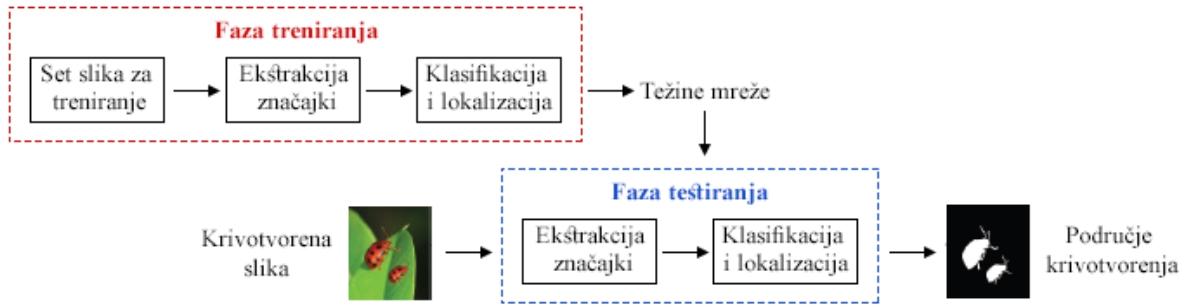 Faza treniranja
Set slika za
treniranje
Ekstrakcija
značajki
Klasifikacija
i lokalizacija
Težine mreže
Faza testiranja
Krivotvorena
slika
Ekstrakcija
značajki
Klasifikacija
i lokalizacija
Područje
krivotvorenja